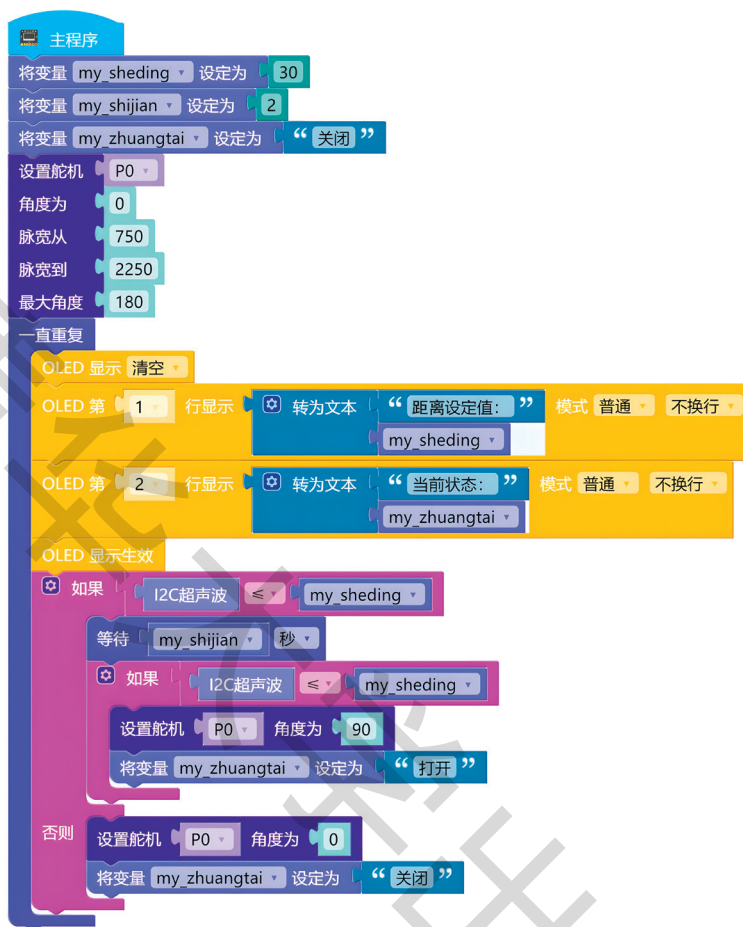 主程序
将变量 my_sheding 设定为 30
将变量 my_shijian 设定为 2
将变量 my_zhuangtai 设定为 “ 关闭 ”
设置舵机 P0
角度为 0
脉宽从 750
脉宽到 2250
最大角度 180
一直重复
OLED 显示 清空
OLED 第 1 行显示 转为文本 “ 距离设定值： ” 模式 普通 不换行
my_sheding
OLED 第 2 行显示 转为文本 “ 当前状态： ” 模式 普通 不换行
my_zhuangtai
OLED 显示生效
如果 I2C超声波 ≤ my_sheding
等待 my_shijian 秒
如果 I2C超声波 ≤ my_sheding
设置舵机 P0 角度为 90
将变量 my_zhuangtai 设定为 “ 打开 ”
否则 设置舵机 P0 角度为 0
将变量 my_zhuangtai 设定为 “ 关闭 ”